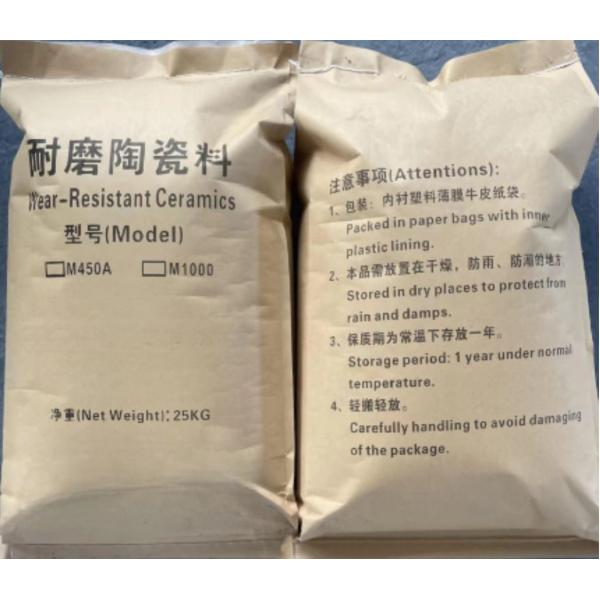 耐磨陶瓷料
Wear-Resistant Ceramics
型号(Model)
M450A M1000
净重(Net Weight): 25KG
注意事项(Attentions):
1、包装: 内衬塑料薄膜牛皮纸袋。
Packed in paper bags with inner
plastic lining.
2、本品需放置在干燥, 防雨、防潮的地方
Stored in dry places to protect from
rain and damps.
3、保质期为常温下存放一年。
Storage period: 1 year under normal
temperature.
4、轻搬轻放。
Carefully handling to avoid damaging
of the package.